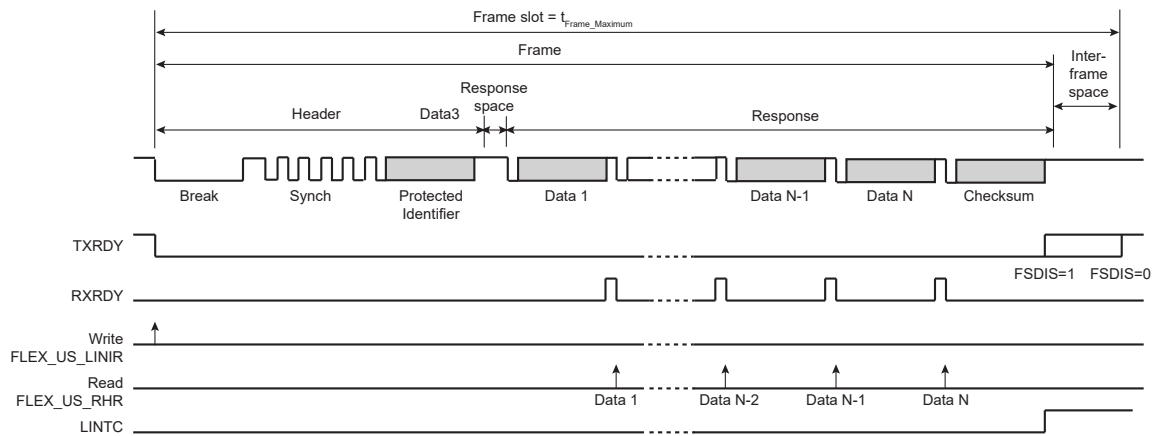 Frame slot = tFrame_Maximum
Frame
Inter-
frame
space
Response
space
Header
Data3
Response
Break
Synch
Protected
Identifier
Data 1
Data N-1
Data N
Checksum
TXRDY
FSDIS=1
FSDIS=0
RXRDY
Write
FLEX_US_LINIR
Read
FLEX_US_RHR
Data 1
Data N-2
Data N-1
Data N
LINTC